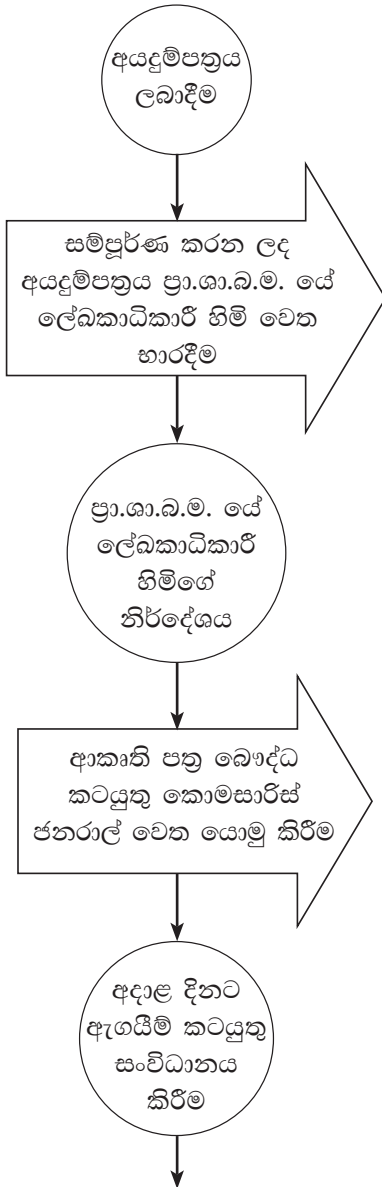 අයදුම්පත්‍රය
ලබාදීම
සම්පූර්ණ කරන ලද
අයදුම්පත්‍රය ප්‍රා.ශා.බ.ම. යේ
ලේඛකාධිකාරී හිමි වෙත
භාරදීම
ප්‍රා.ශා.බ.ම. යේ
ලේඛකාධිකාරී
හිමිගේ
නිර්දේශය
ආකෘති පත්‍ර බෞද්ධ
කටයුතු කොමසාරිස්
ජනරාල් වෙත යොමු කිරීම
අදාළ දිනට
ඇගයීම් කටයුතු
සංවිධානය
කිරීම